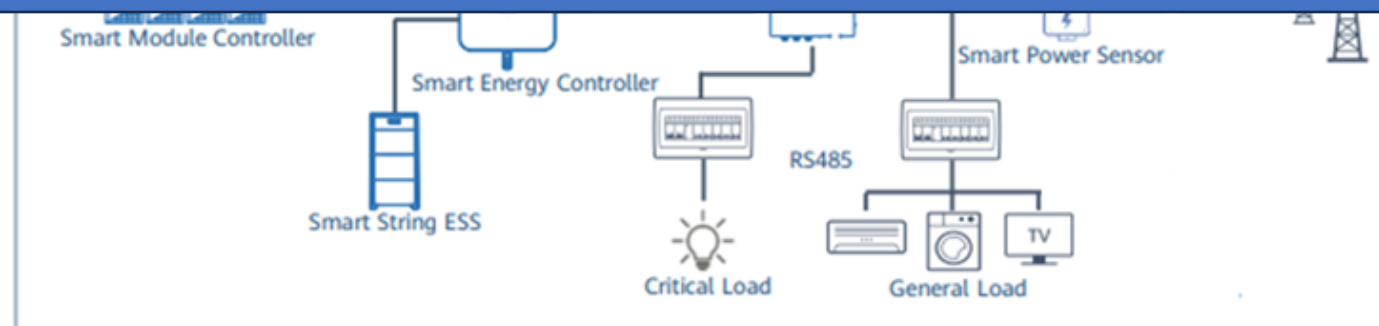 Smart Module Controller
Smart Power Sensor
Smart Energy Controller
RS485
Smart String ESS
TV
Critical Load
General Load